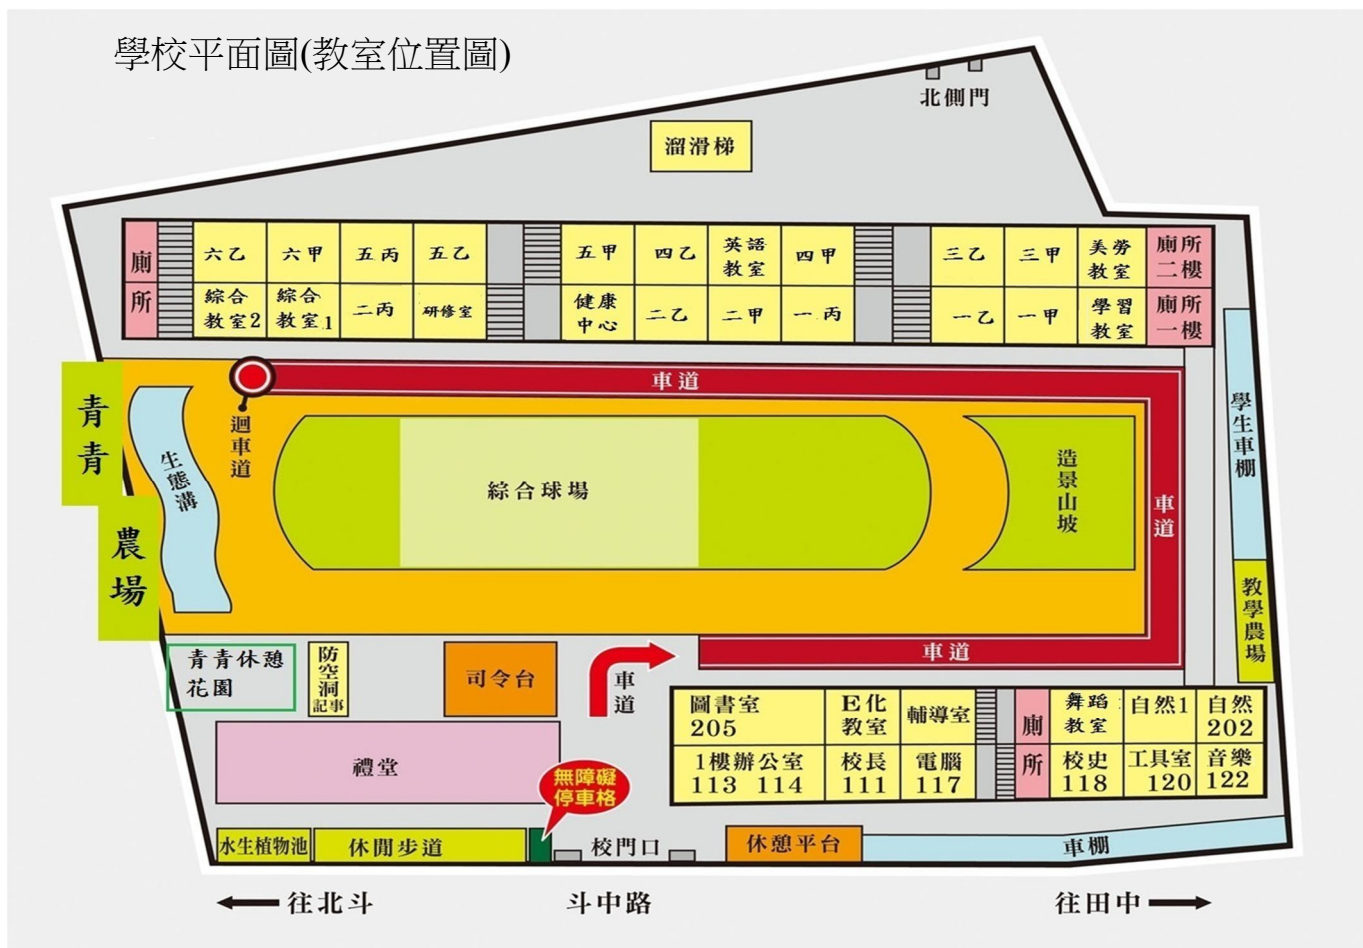 學校平面圖(教室位置圖)
北側門
溜滑梯
廁所
六乙
六甲
五丙
五乙
五甲
四乙
英語
教室
四甲
三乙
三甲
美勞
教室
廁所
二樓
綜合
教室2
綜合
教室1
二丙
研修室
健康
中心
二乙
二甲
一丙
一乙
一甲
學習
教室
廁所
一樓
青青
農場
生態溝
迴車道
車道
綜合球場
造景山坡
車道
學生車棚
教學農場
車道
青青休憩
花園
防空洞
記事
司令台
車道
圖書室
205
E化
教室
輔導室
廁所
舞蹈
教室
自然1
自然
202
1樓辦公室
113 114
校長
111
電腦
117
校史
118
工具室
120
音樂
122
禮堂
無障礙
停車格
水生植物池
休閒步道
校門口
休憩平台
車棚
往北斗
斗中路
往田中